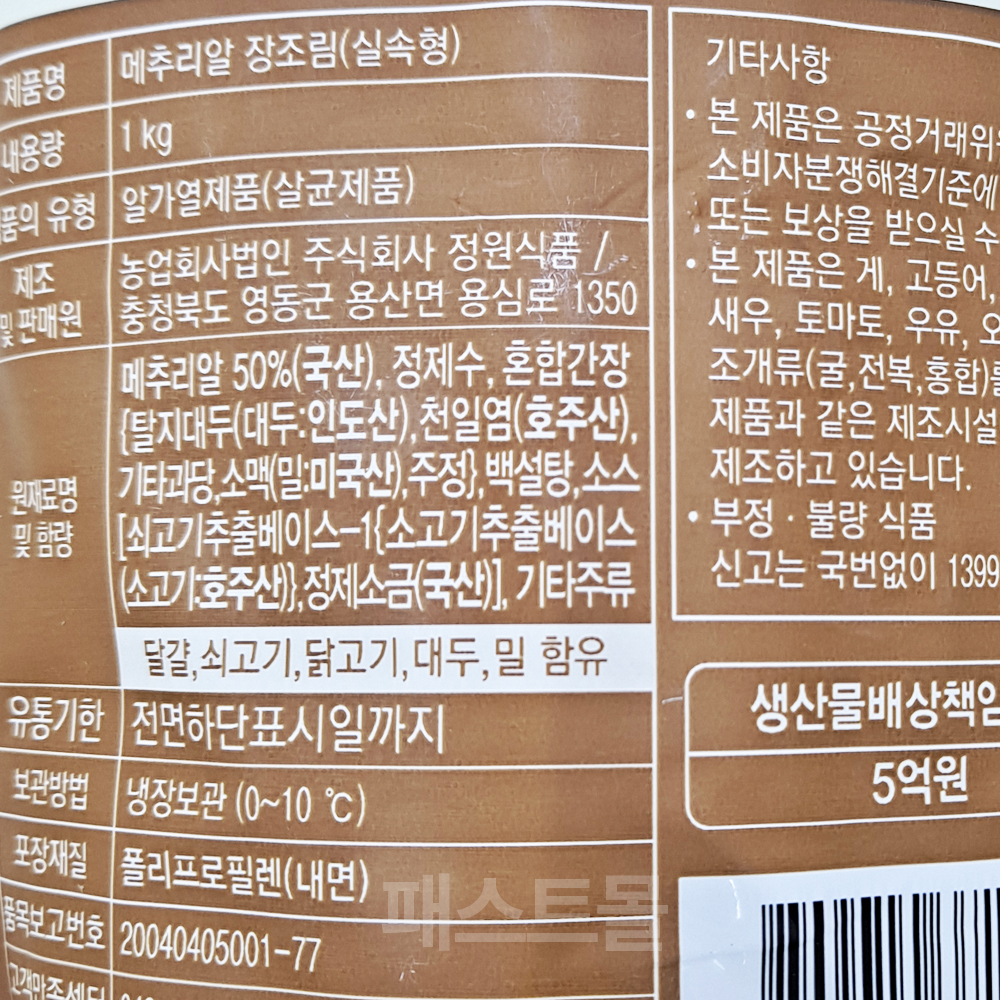 제품명 메추리알 장조림(실속형)
내용량 1kg
품의 유형 알가열제품(살균제품)
제조 및 판매원 농업회사법인 주식회사 정원식품 /
충청북도 영동군 용산면 용심로 1350
원재료명 및 함량 메추리알 50%(국산), 정제수, 혼합간장
{탈지대두(대두:인도산), 천일염(호주산),
기타과당,소맥(밀:미국산),주정},백설탕,소스
[쇠고기추출베이스-1{소고기추출베이스
(소고기:호주산)},정제소금(국산)], 기타주류
달걀,쇠고기,닭고기,대두,밀 함유
유통기한 전면하단표시일까지
보관방법 냉장보관 (0~10 ℃)
포장재질 폴리프로필렌(내면)
품목보고번호 20040405001-77
고객만족센터
기타사항
• 본 제품은 공정거래위
소비자분쟁해결기준에
또는 보상을 받으실 수
• 본 제품은 게, 고등어,
새우, 토마토, 우유, 오
조개류(굴,전복,홍합)를
제품과 같은 제조시설
제조하고 있습니다.
• 부정 · 불량 식품
신고는 국번없이 1399
생산물배상책임
5억원
패스트몰